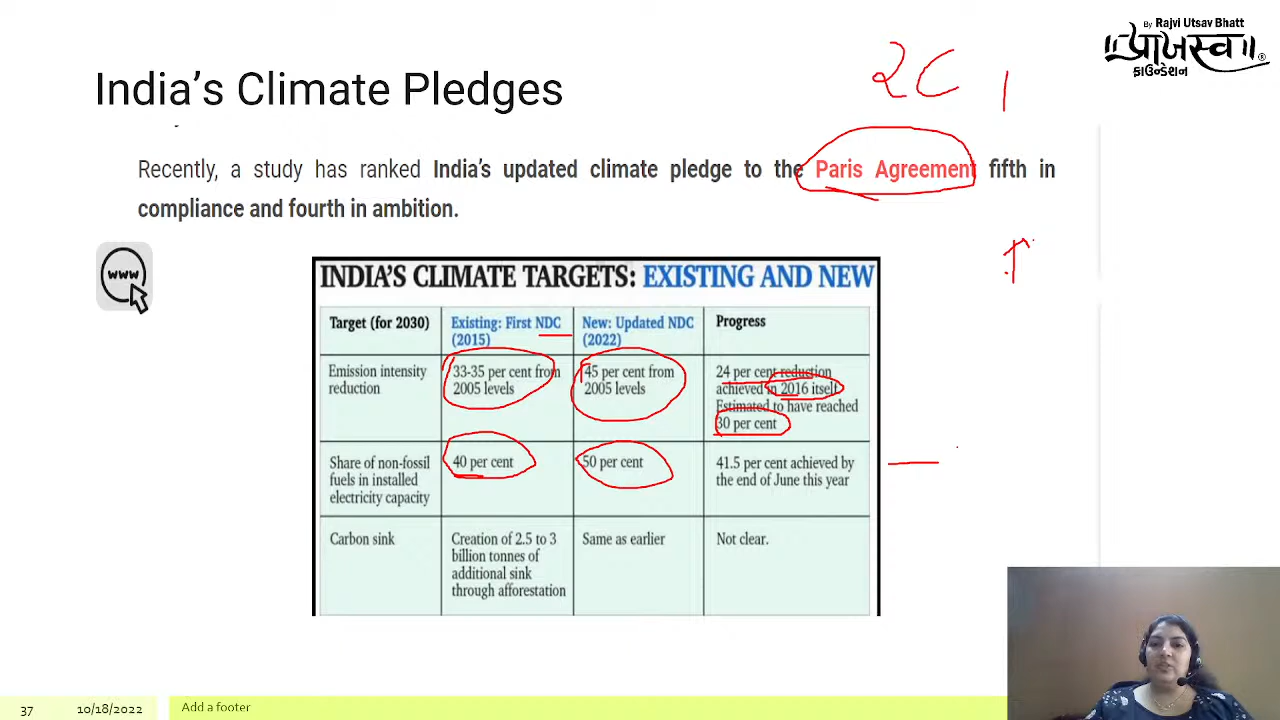 By Rajvi Utsav Bhatt
॥प्राजस्व॥
ફાઉન્ડેશન
India's Climate Pledges
૨૮
Recently, a study has ranked India's updated climate pledge to the Paris Agreement fifth in
compliance and fourth in ambition.
www
INDIA'S CLIMATE TARGETS: EXISTING AND NEW
Target (for 2030)
Existing: First NDC
(2015)
New: Updated NDC
(2022)
Progress
Emission intensity
reduction
33-35 per cent from
2005 levels
45 per cent from
2005 levels
24 per cent reduction
achieved in 2016 itself
Estimated to have reached
30 per cent
Share of non-fossil
fuels in installed
electricity capacity
40 per cent
50 per cent
41.5 per cent achieved by
the end of June this year
Carbon sink
Creation of 2.5 to 3
billion tonnes of
additional sink
through afforestation
Same as earlier
Not clear.
37
10/18/2022
Add a footer